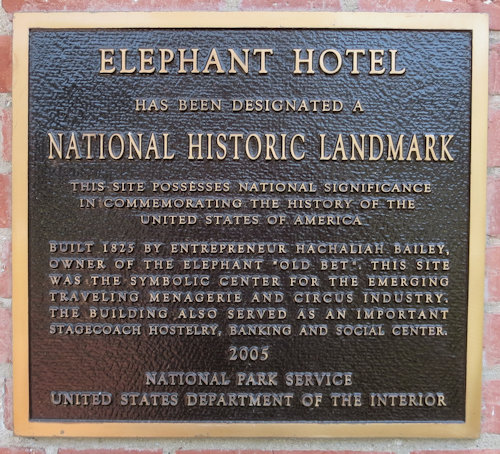 ELEPHANT HOTEL
HAS BEEN DESIGNATED A
NATIONAL HISTORIC LANDMARK
THIS SITE POSSESSES NATIONAL SIGNIFICANCE
IN COMMEMORATING THE HISTORY OF THE
UNITED STATES OF AMERICA
BUILT 1825 BY ENTREPRENEUR HACHALIAH BAILEY,
OWNER OF THE ELEPHANT "OLD BET". THIS SITE
WAS THE SYMBOLIC CENTER FOR THE EMERGING
TRAVELING MENAGERIE AND CIRCUS INDUSTRY.
THE BUILDING ALSO SERVED AS AN IMPORTANT
STAGECOACH HOSTELRY, BANKING AND SOCIAL CENTER.
2005
NATIONAL PARK SERVICE
UNITED STATES DEPARTMENT OF THE INTERIOR